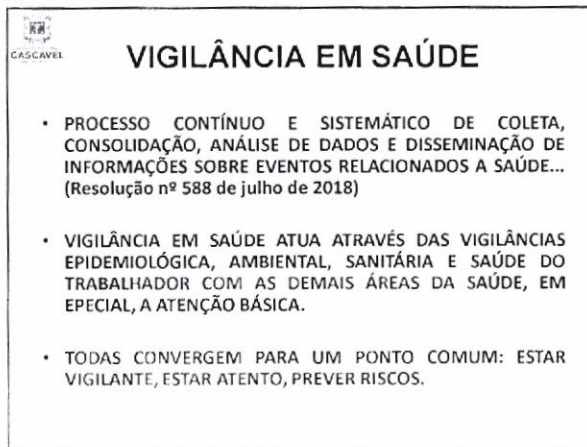 CASCAVEL
VIGILÂNCIA EM SAÚDE
• PROCESSO CONTÍNUO E SISTEMÁTICO DE COLETA,
CONSOLIDAÇÃO, ANÁLISE DE DADOS E DISSEMINAÇÃO DE
INFORMAÇÕES SOBRE EVENTOS RELACIONADOS A SAÚDE...
(Resolução nº 588 de julho de 2018)
• VIGILÂNCIA EM SAÚDE ATUA ATRAVÉS DAS VIGILÂNCIAS
EPIDEMIOLÓGICA, AMBIENTAL, SANITÁRIA E SAÚDE DO
TRABALHADOR COM AS DEMAIS ÁREAS DA SAÚDE, EM
EPECIAL, A ATENÇÃO BÁSICA.
• TODAS CONVERGEM PARA UM PONTO COMUM: ESTAR
VIGILANTE, ESTAR ATENTO, PREVER RISCOS.